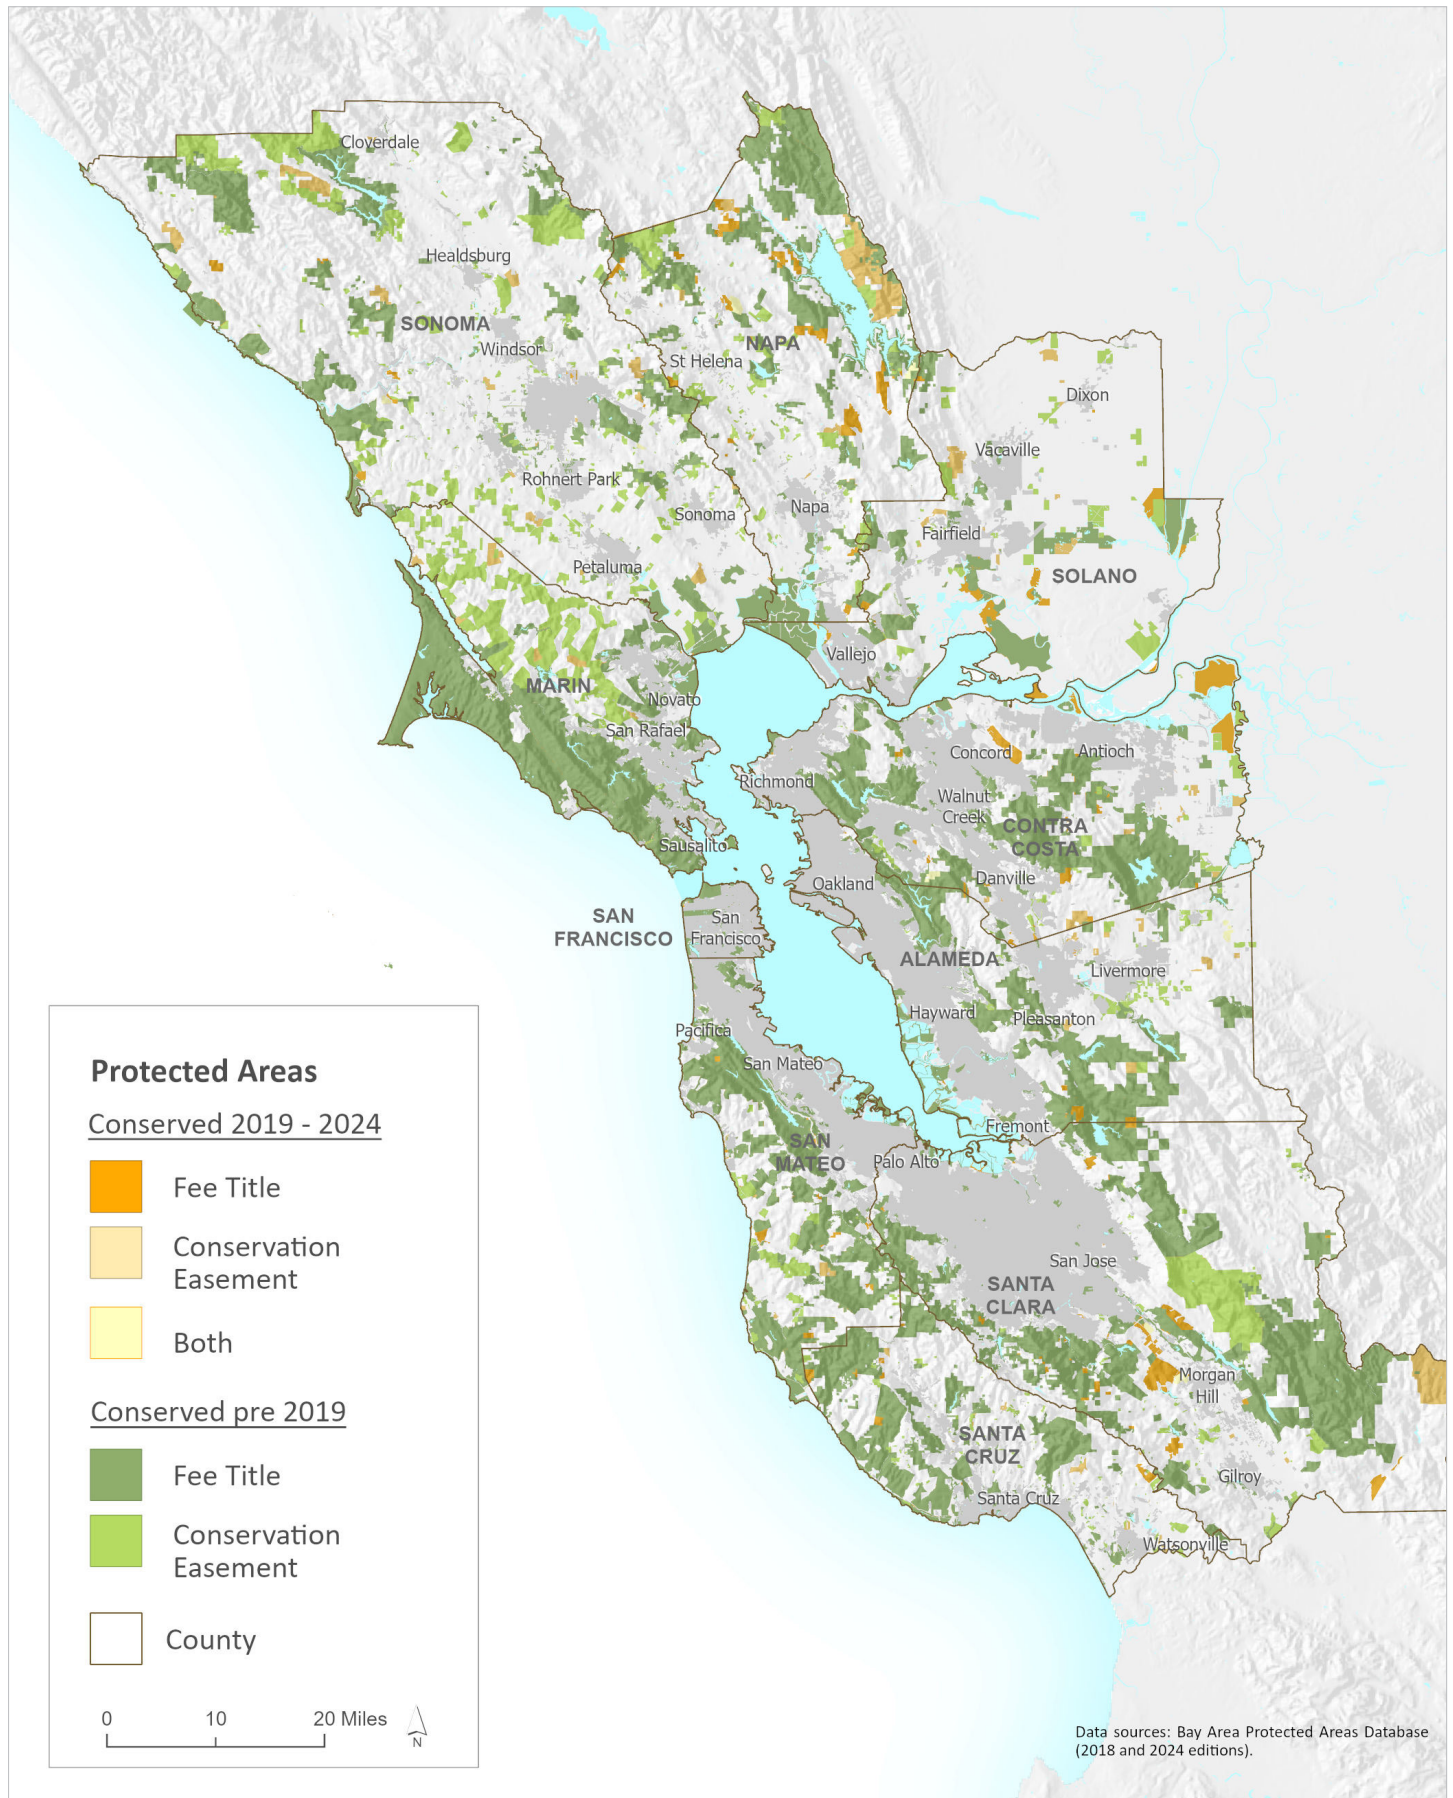 Cloverdale
Healdsburg
SONOMA
Windsor
NAPA
St Helena
Dixon
Vacaville
Rohnert Park
Sonoma
Napa
Fairfield
Petaluma
SOLANO
Vallejo
MARIN
Novato
San Rafael
Concord
Antioch
Richmond
Walnut
Creek
CONTRA
COSTA
Sausalito
Oakland
Danville
SAN
FRANCISCO
San
Francisco
ALAMEDA
Livermore
Hayward
Pleasanton
Pacifica
San Mateo
Fremont
SAN
MATEO
Palo Alto
San Jose
SANTA
CLARA
Morgan
Hill
SANTA
CRUZ
Gilroy
Santa Cruz
Watsonville
Protected Areas
Conserved 2019 - 2024
Fee Title
Conservation
Easement
Both
Conserved pre 2019
Fee Title
Conservation
Easement
County
0 10 20 Miles
N
Data sources: Bay Area Protected Areas Database
(2018 and 2024 editions).